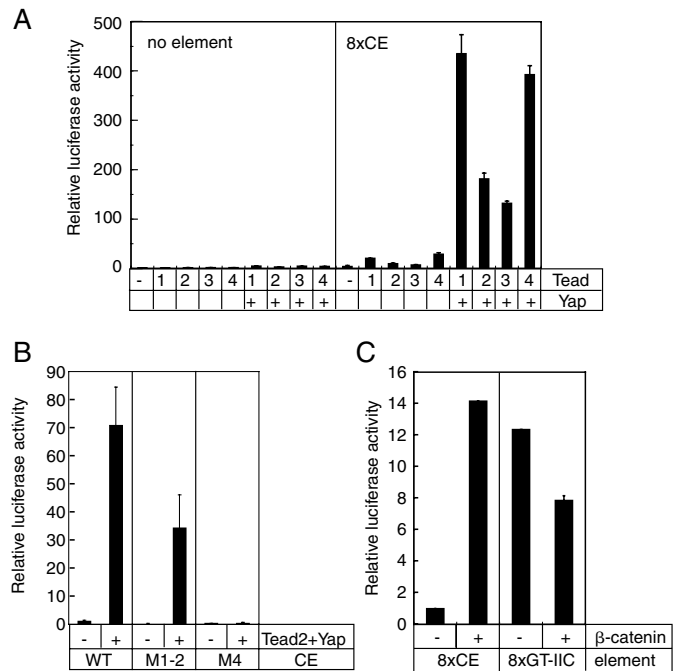 A
Relative luciferase activity
500
400
300
200
100
0
no element
8xCE
- 1 2 3 4 1 2 3 4 - 1 2 3 4 1 2 3 4 Tead
+ + + + + + + + Yap
B
Relative luciferase activity
90
80
70
60
50
40
30
20
10
0
- + - + - + Tead2+Yap
WT M1-2 M4 CE
C
Relative luciferase activity
16
14
12
10
8
6
4
2
0
- + - + β-catenin
8xCE 8xGT-IIC element